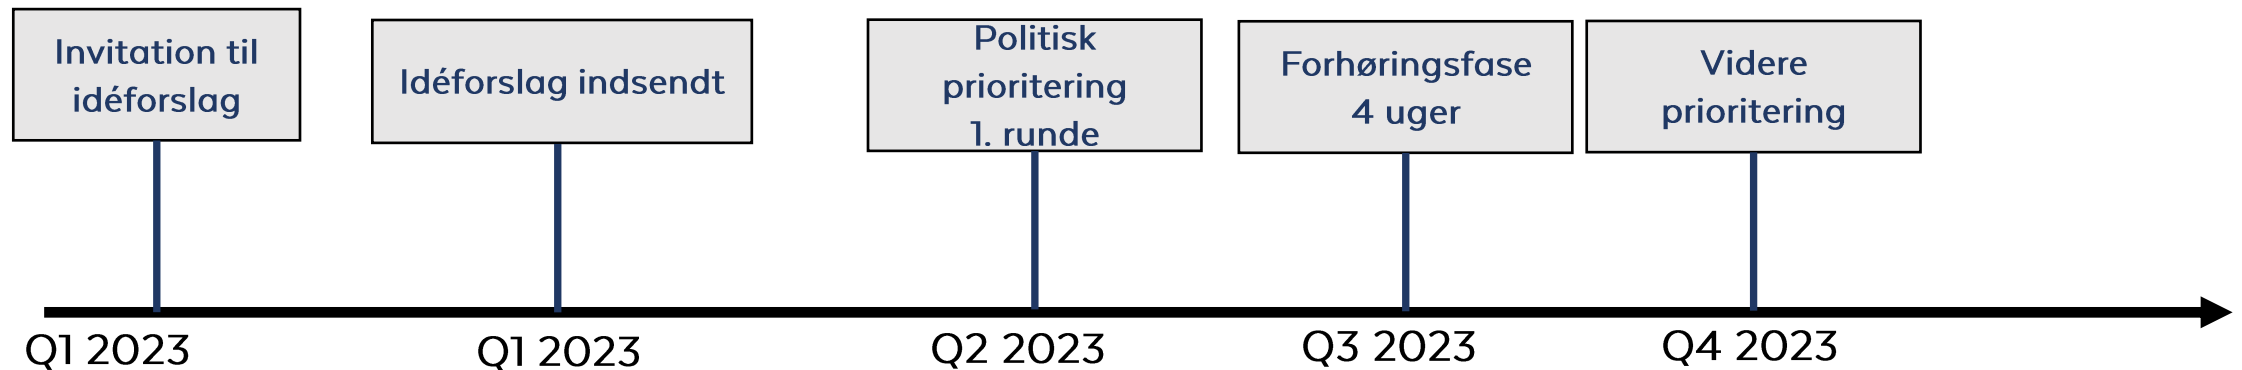 Invitation til
idéforslag
Idéforslag indsendt
Politisk
prioritering
1. runde
Forhøringsfase
4 uger
Videre
prioritering
Q1 2023
Q1 2023
Q2 2023
Q3 2023
Q4 2023